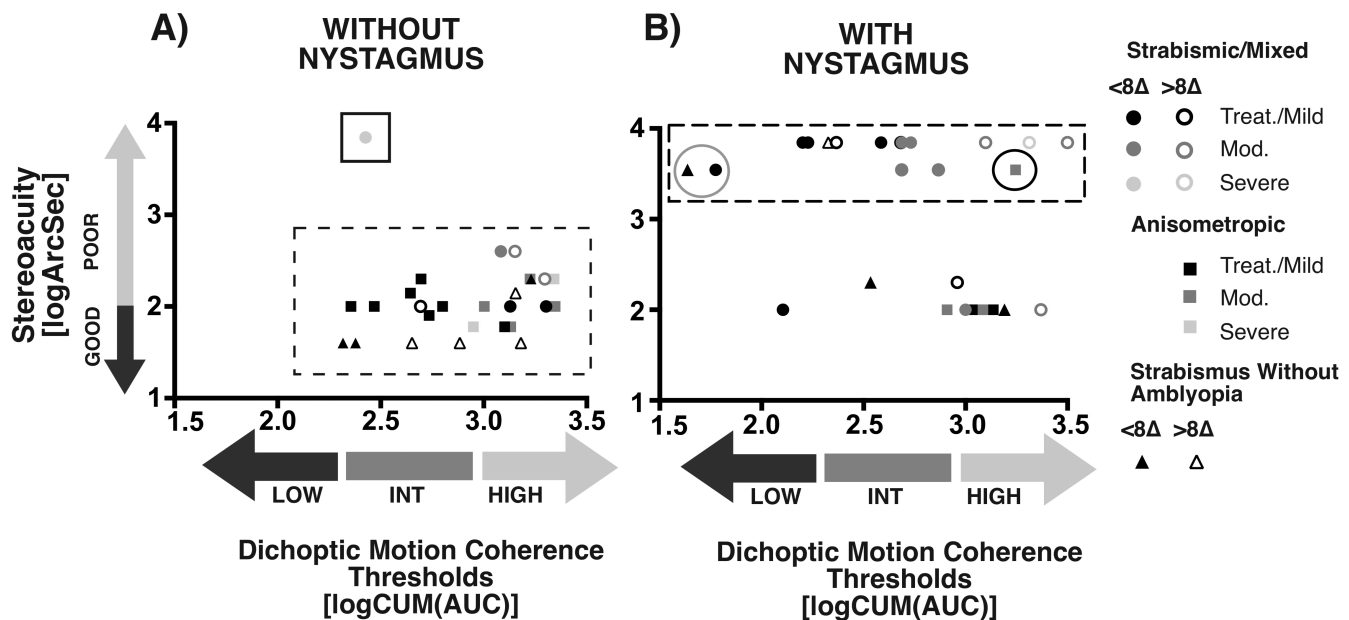 A)
WITHOUT
NYSTAGMUS
Stereoacuity
[logArcSec]
GOOD
POOR
4
3
2
1
1.5
2.0
2.5
3.0
3.5
LOW
INT
HIGH
Dichoptic Motion Coherence
Thresholds
[logCUM(AUC)]
B)
WITH
NYSTAGMUS
4
3
2
1
1.5
2.0
2.5
3.0
3.5
LOW
INT
HIGH
Dichoptic Motion Coherence
Thresholds
[logCUM(AUC)]
Strabismic/Mixed
<8Δ >8Δ
Treat./Mild
Mod.
Severe
Anisometropic
Treat./Mild
Mod.
Severe
Strabismus Without
Amblyopia
<8Δ >8Δ